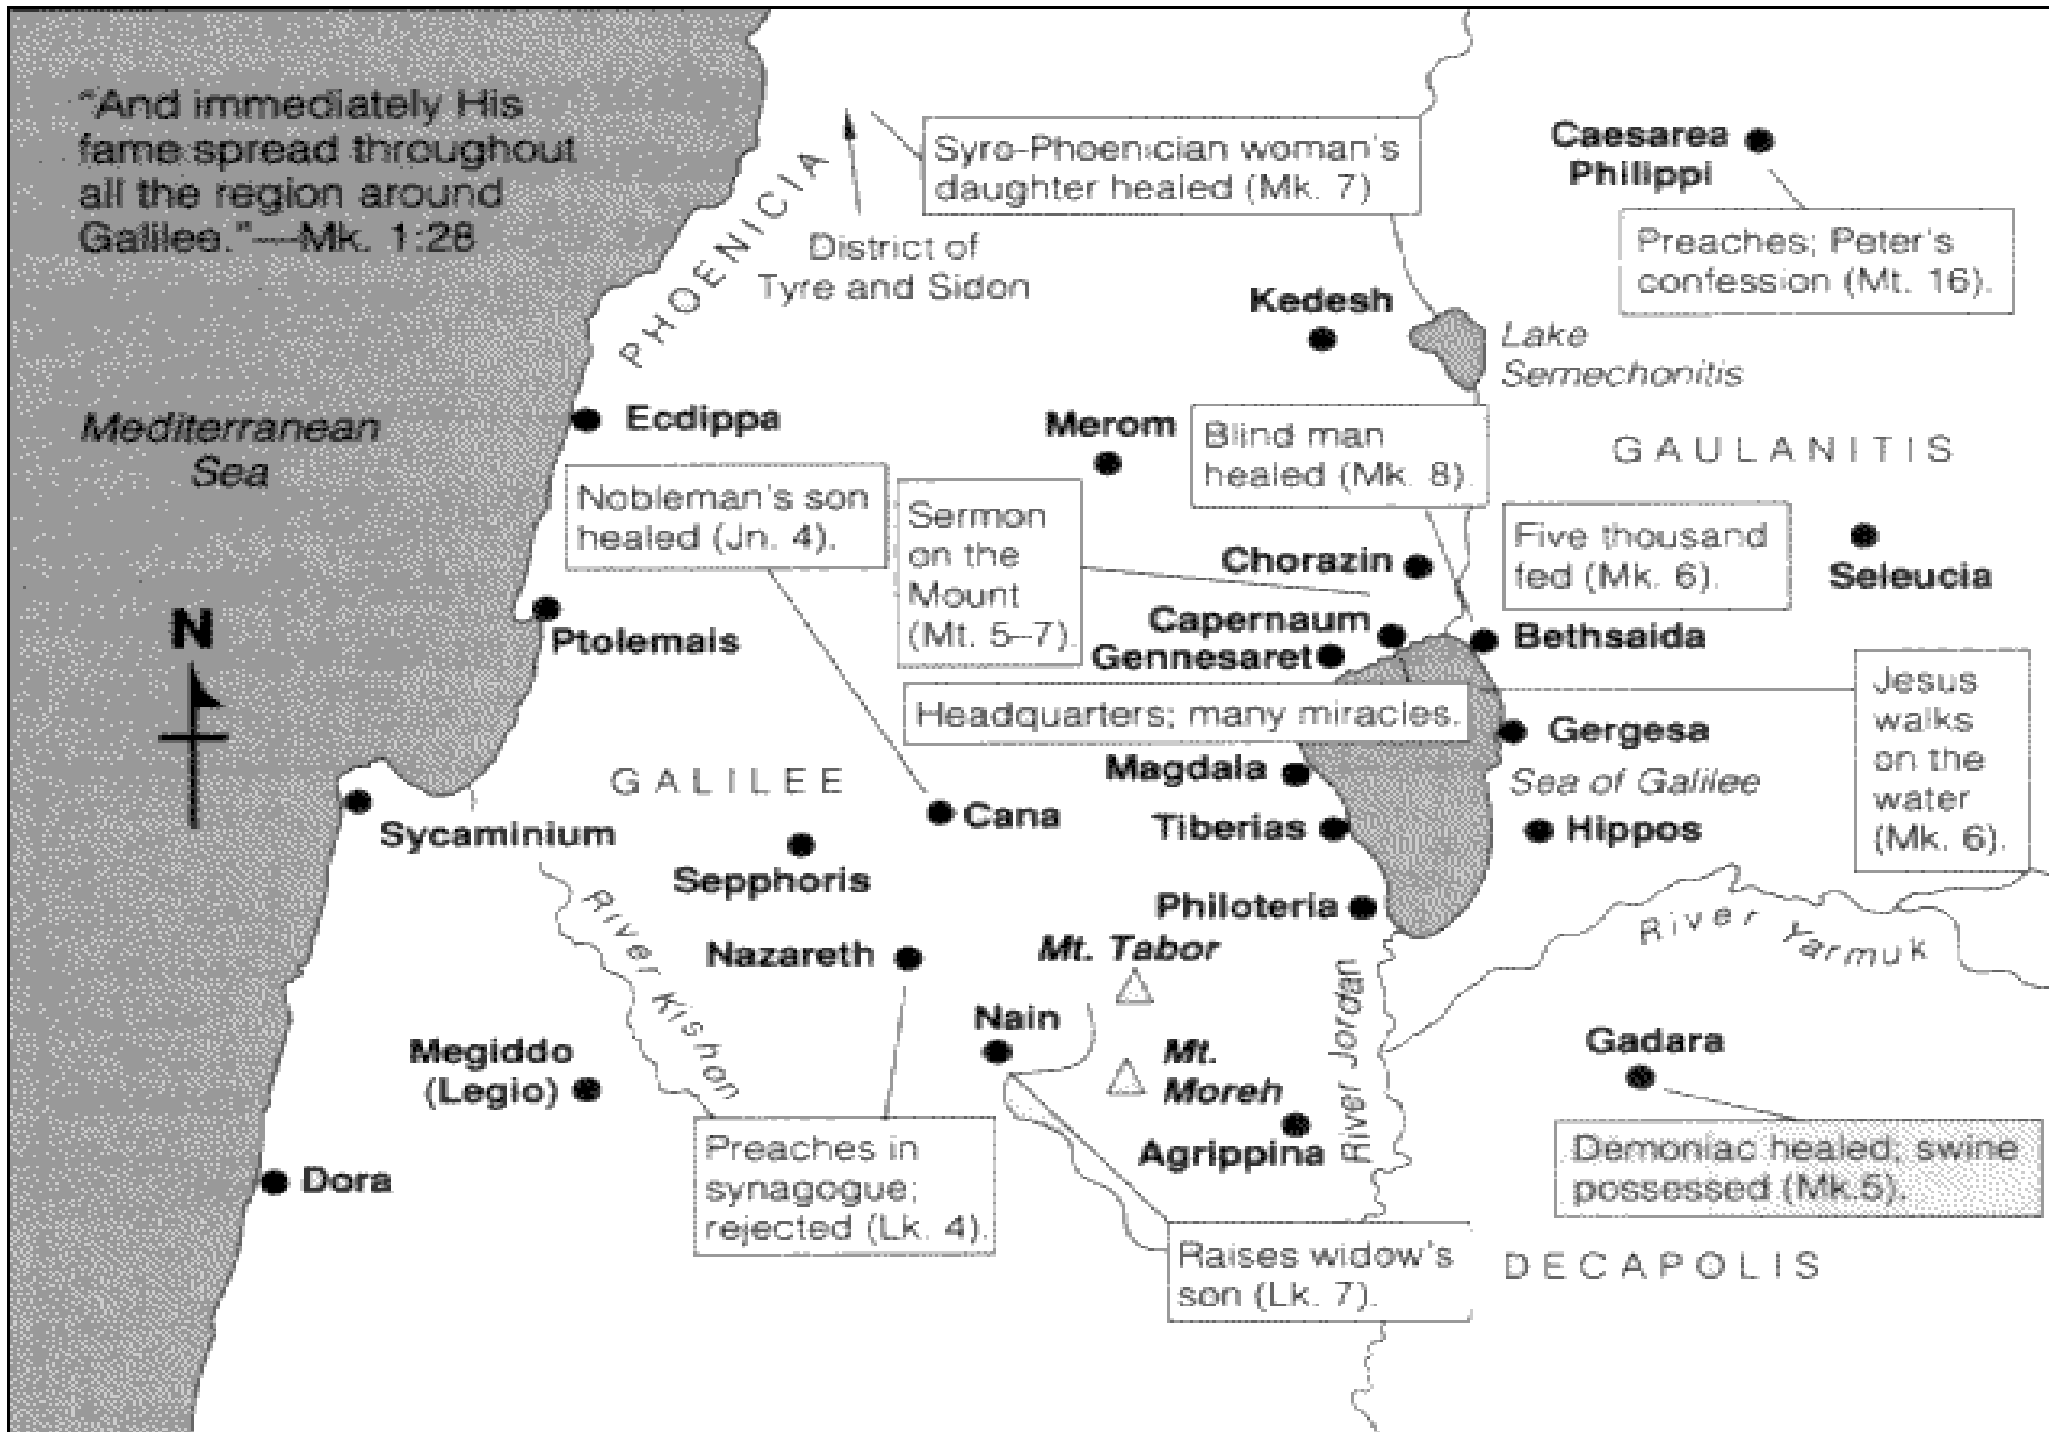 "And immediately His
fame spread throughout
all the region around
Galilee."—Mk. 1:28
Syro-Phoenician woman's
daughter healed (Mk. 7)
Caesarea
Philippi
Preaches; Peter's
confession (Mt. 16).
PHOENICIA
District of
Tyre and Sidon
Kedesh
Lake
Semechonitis
Mediterranean
Sea
Ecdippa
Merom
Blind man
healed (Mk. 8).
GAULANITIS
Nobleman's son
healed (Jn. 4).
Sermon
on the
Mount
(Mt. 5–7).
Chorazin
Five thousand
fed (Mk. 6).
Seleucia
N
Ptolemais
Capernaum
Gennesaret
Bethsaida
Headquarters; many miracles.
Jesus
walks
on the
water
(Mk. 6).
Gergesa
Magdala
Sea of Galilee
GALILEE
Cana
Tiberias
Hippos
Sycaminium
Sepphoris
Philoteria
River Kishon
River Yarmuk
Nazareth
Mt. Tabor
River Jordan
Nain
Mt.
Moreh
Gadara
Megiddo
(Legio)
Agrippina
Demoniac healed; swine
possessed (Mk.5).
Preaches in
synagogue;
rejected (Lk. 4).
Dora
Raises widow's
son (Lk. 7).
DECAPOLIS